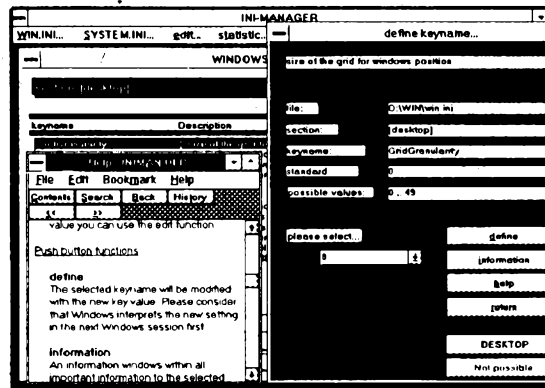 INI-MANAGER
WIN.INI... SYSTEM.INI... edit... statistic...
define keyname...
WINDOWS
size of the grid for windows position
[desktop]
keyname Description
file: D:\WIN\win.ini
section: [desktop]
keyname: GridGranularity
standard 0
possible values: 0 .. 49
Help INIMANAGER
File Edit Bookmark Help
Contents Search Back History
<< >>
value you can use the edit function
Push button functions
define
The selected keyname will be modified
with the new key value. Please consider
that Windows interprets the new setting
in the next Windows session first
information
An information windows within all
important information to the selected
please select...
define
information
help
return
DESKTOP
Not possible